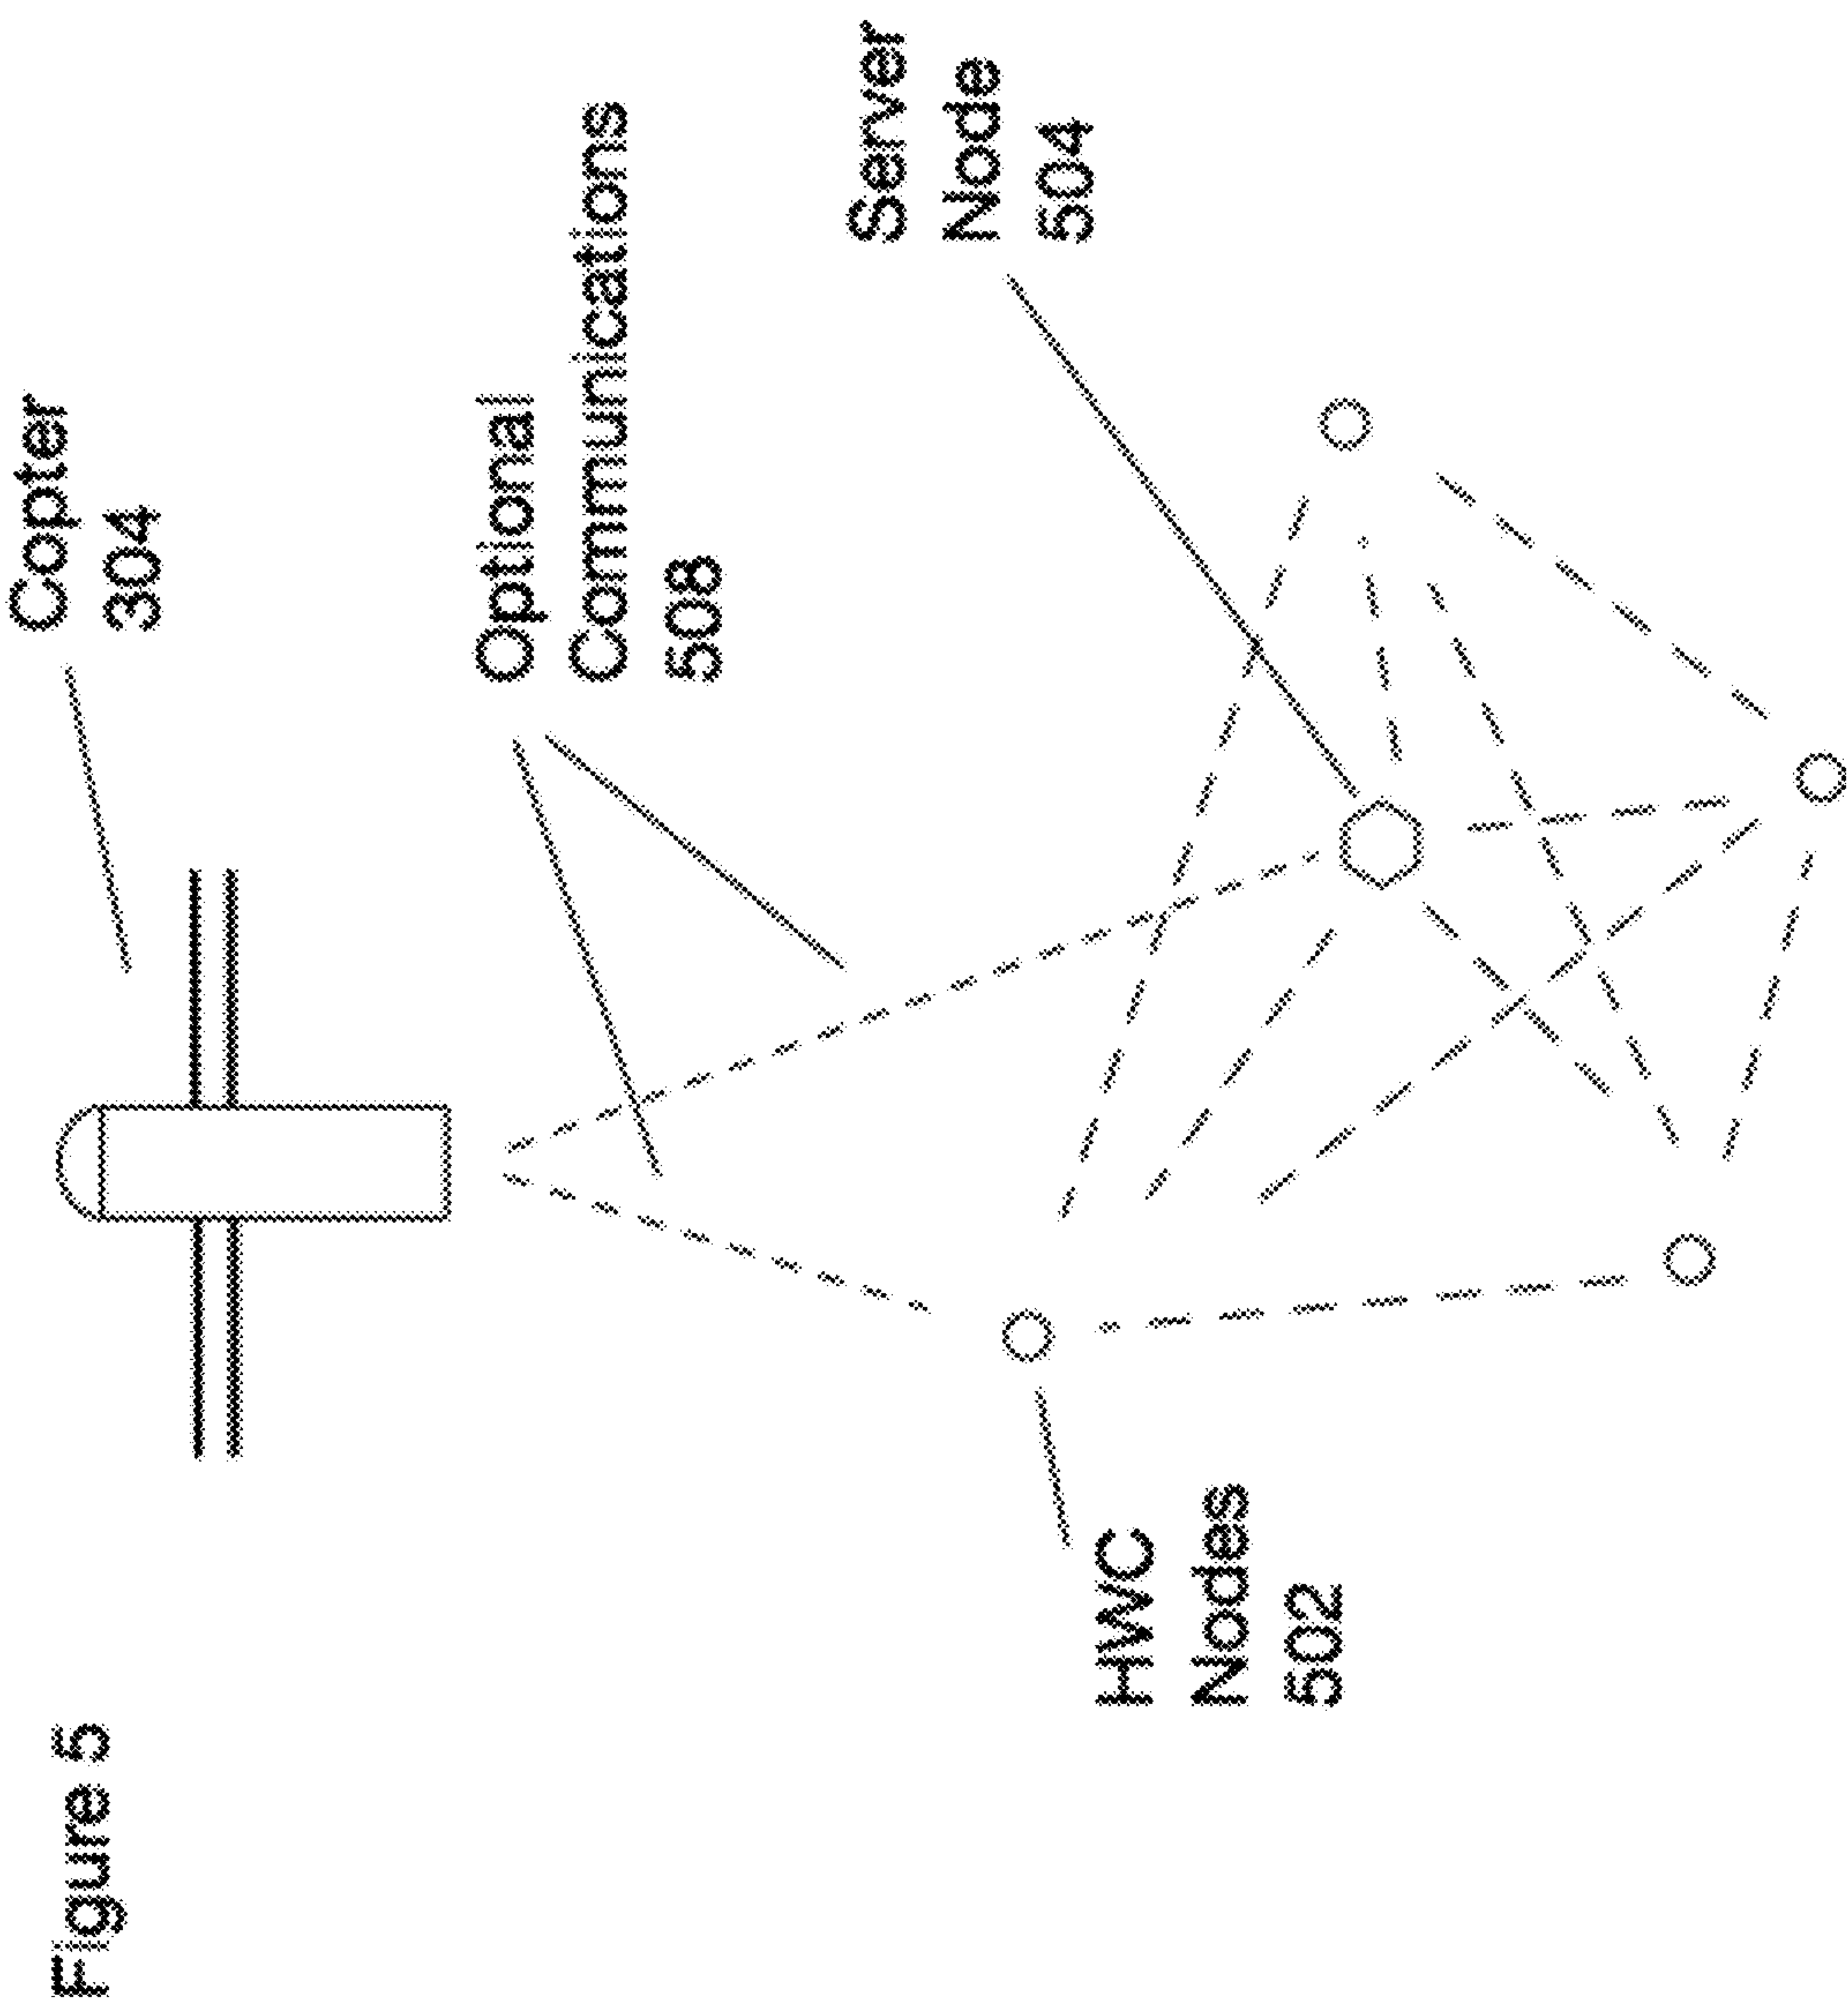 Figure 5
Copter
304
Optional
Communications
508
Server
Node
504
HWC
Nodes
502